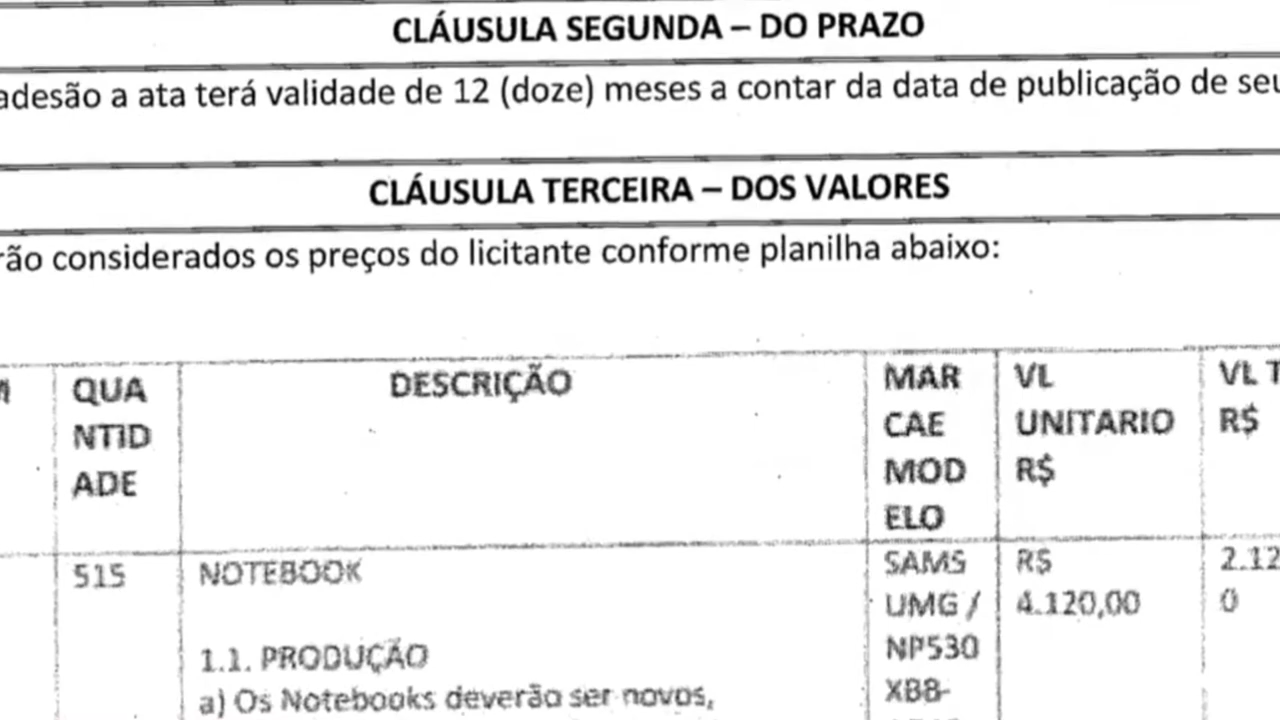 CLÁUSULA SEGUNDA – DO PRAZO
adesão a ata terá validade de 12 (doze) meses a contar da data de publicação de seu
CLÁUSULA TERCEIRA – DOS VALORES
considerados os preços do licitante conforme planilha abaixo:
QUA
NTID
ADE
DESCRIÇÃO
MAR
CAE
MOD
ELO
VL
UNITARIO
R$
VL T
R$
515
NOTEBOOK
1.1. PRODUÇÃO
a) Os Notebooks deverão ser novos,
SAMS
UMG /
NP530
XBB-
R$
4.120,00
2.12
0